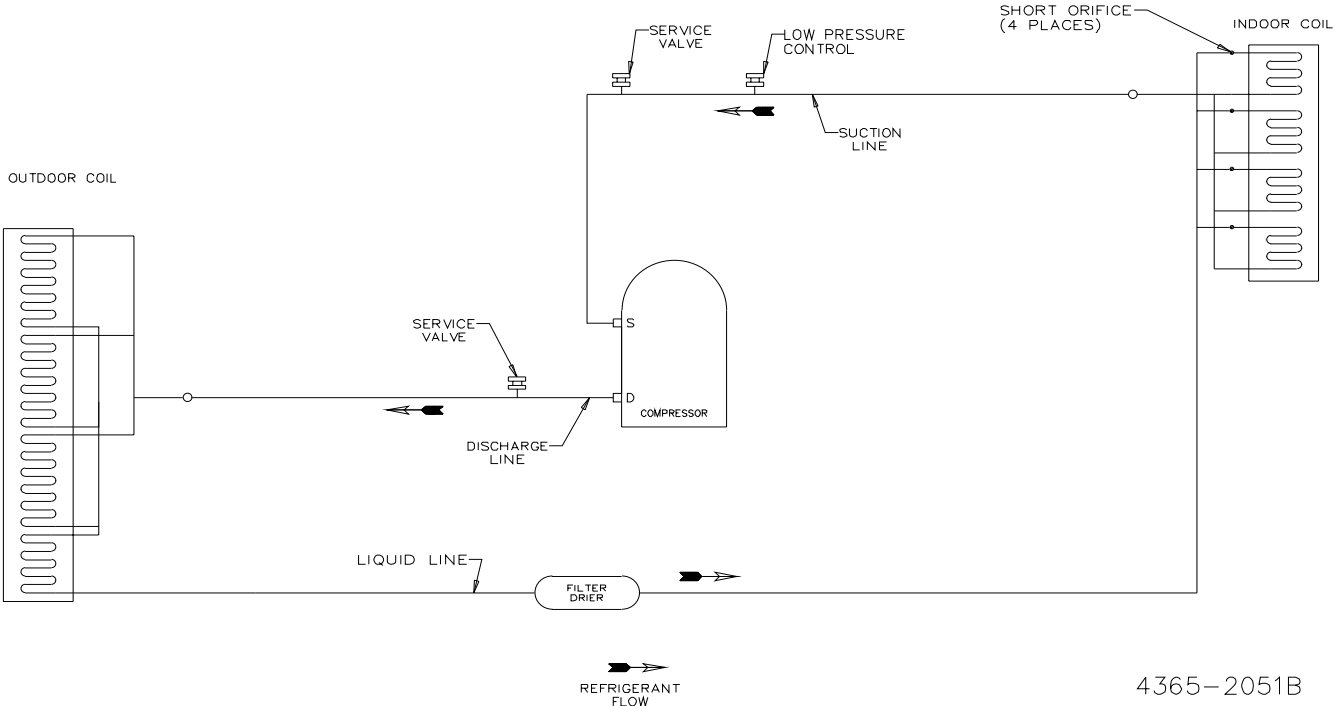 SHORT ORIFICE
(4 PLACES)
INDOOR COIL
SERVICE
VALVE
LOW PRESSURE
CONTROL
SUCTION
LINE
OUTDOOR COIL
S
SERVICE
VALVE
D
COMPRESSOR
DISCHARGE
LINE
LIQUID LINE
FILTER
DRIER
REFRIGERANT
FLOW
4365-2051B